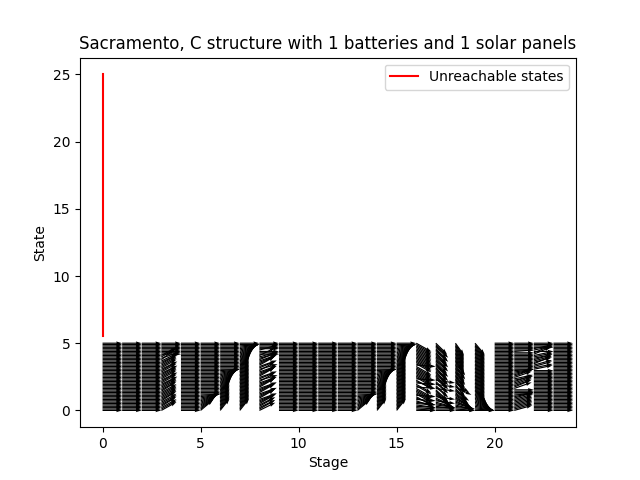 Sacramento, C structure with 1 batteries and 1 solar panels
Unreachable states
25
20
15
10
5
0
State
0 5 10 15 20
Stage